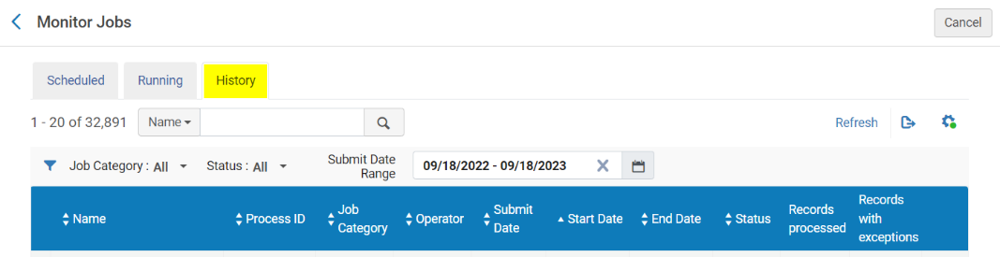 Monitor Jobs
Cancel
Scheduled
Running
History
1 - 20 of 32,891
Name
Refresh
Job Category : All
Status : All
Submit Date
Range
09/18/2022 - 09/18/2023
Name
Process ID
Job
Category
Operator
Submit
Date
Start Date
End Date
Status
Records
processed
Records
with
exceptions